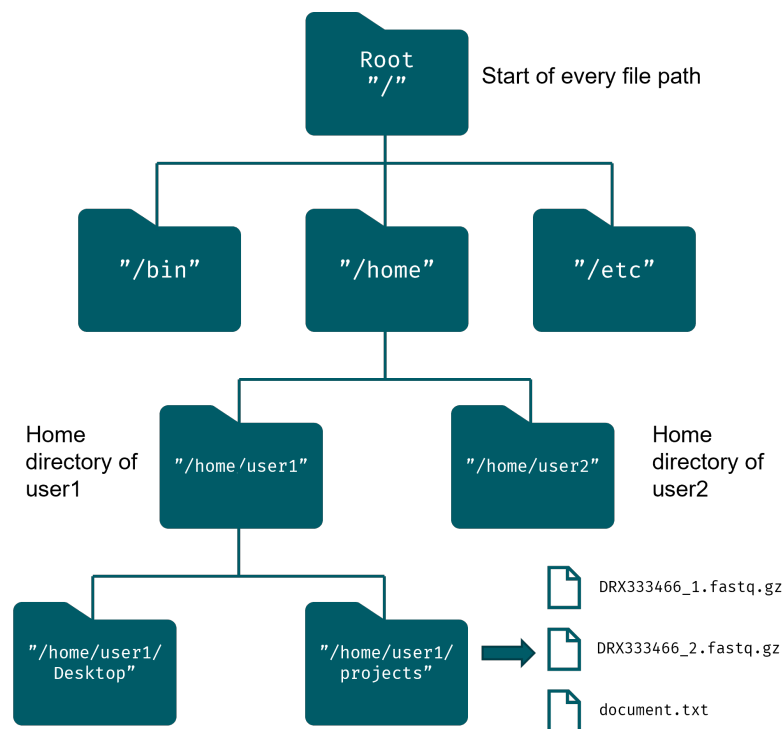 Root
”/”
Start of every file path
”/bin”
”/home”
”/etc”
Home
directory of
user1
”/home/user1”
”/home/user2”
Home
directory of
user2
”/home/user1/
Desktop”
”/home/user1/
projects”
DRX333466_1.fastq.gz
DRX333466_2.fastq.gz
document.txt